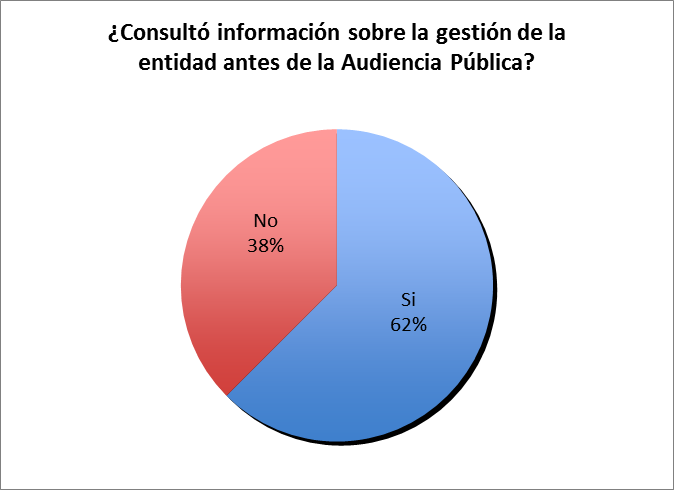 ¿Consultó información sobre la gestión de la
entidad antes de la Audiencia Pública?
No
38%
Si
62%